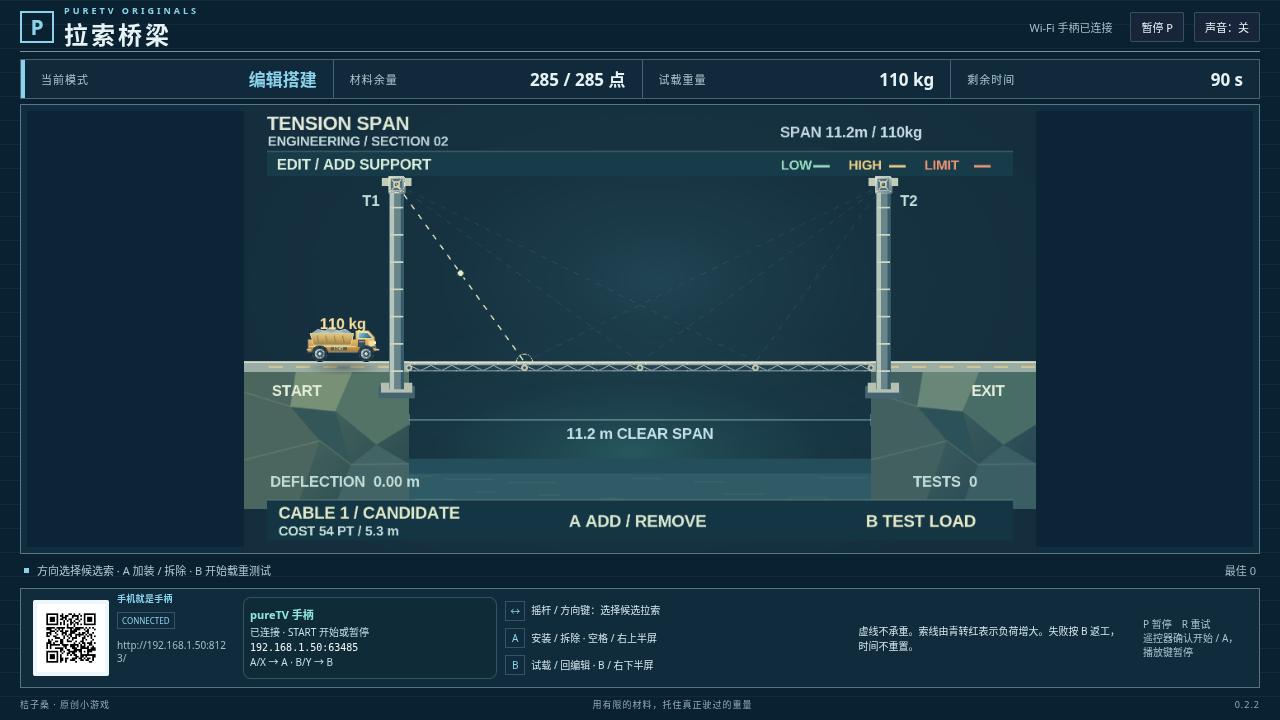 P
PURETV ORIGINALS
拉索桥梁
Wi-Fi 手柄已连接
暂停 P
声音：关
当前模式
编辑搭建
材料余量
285 / 285 点
试载重量
110 kg
剩余时间
90 s
TENSION SPAN
ENGINEERING / SECTION 02
SPAN 11.2m / 110kg
EDIT / ADD SUPPORT
LOW
HIGH
LIMIT
T1
T2
110 kg
START
EXIT
11.2 m CLEAR SPAN
DEFLECTION 0.00 m
TESTS 0
CABLE 1 / CANDIDATE
COST 54 PT / 5.3 m
A ADD / REMOVE
B TEST LOAD
方向选择候选索 · A 加装 / 拆除 · B 开始载重测试
最佳 0
手机就是手柄
CONNECTED
http://192.168.1.50:812
3/
pureTV 手柄
已连接 · START 开始或暂停
192.168.1.50:63485
A/X → A · B/Y → B
↔ 摇杆 / 方向键：选择候选拉索
A 安装 / 拆除 · 空格 / 右上半屏
B 试载 / 回编辑 · B / 右下半屏
虚线不承重。索线由青转红表示负荷增大。失败按 B 返工，
时间不重置。
P 暂停 R 重试
遥控器确认开始 / A，
播放键暂停
桔子桑 · 原创小游戏
用有限的材料，托住真正驶过的重量
0.2.2